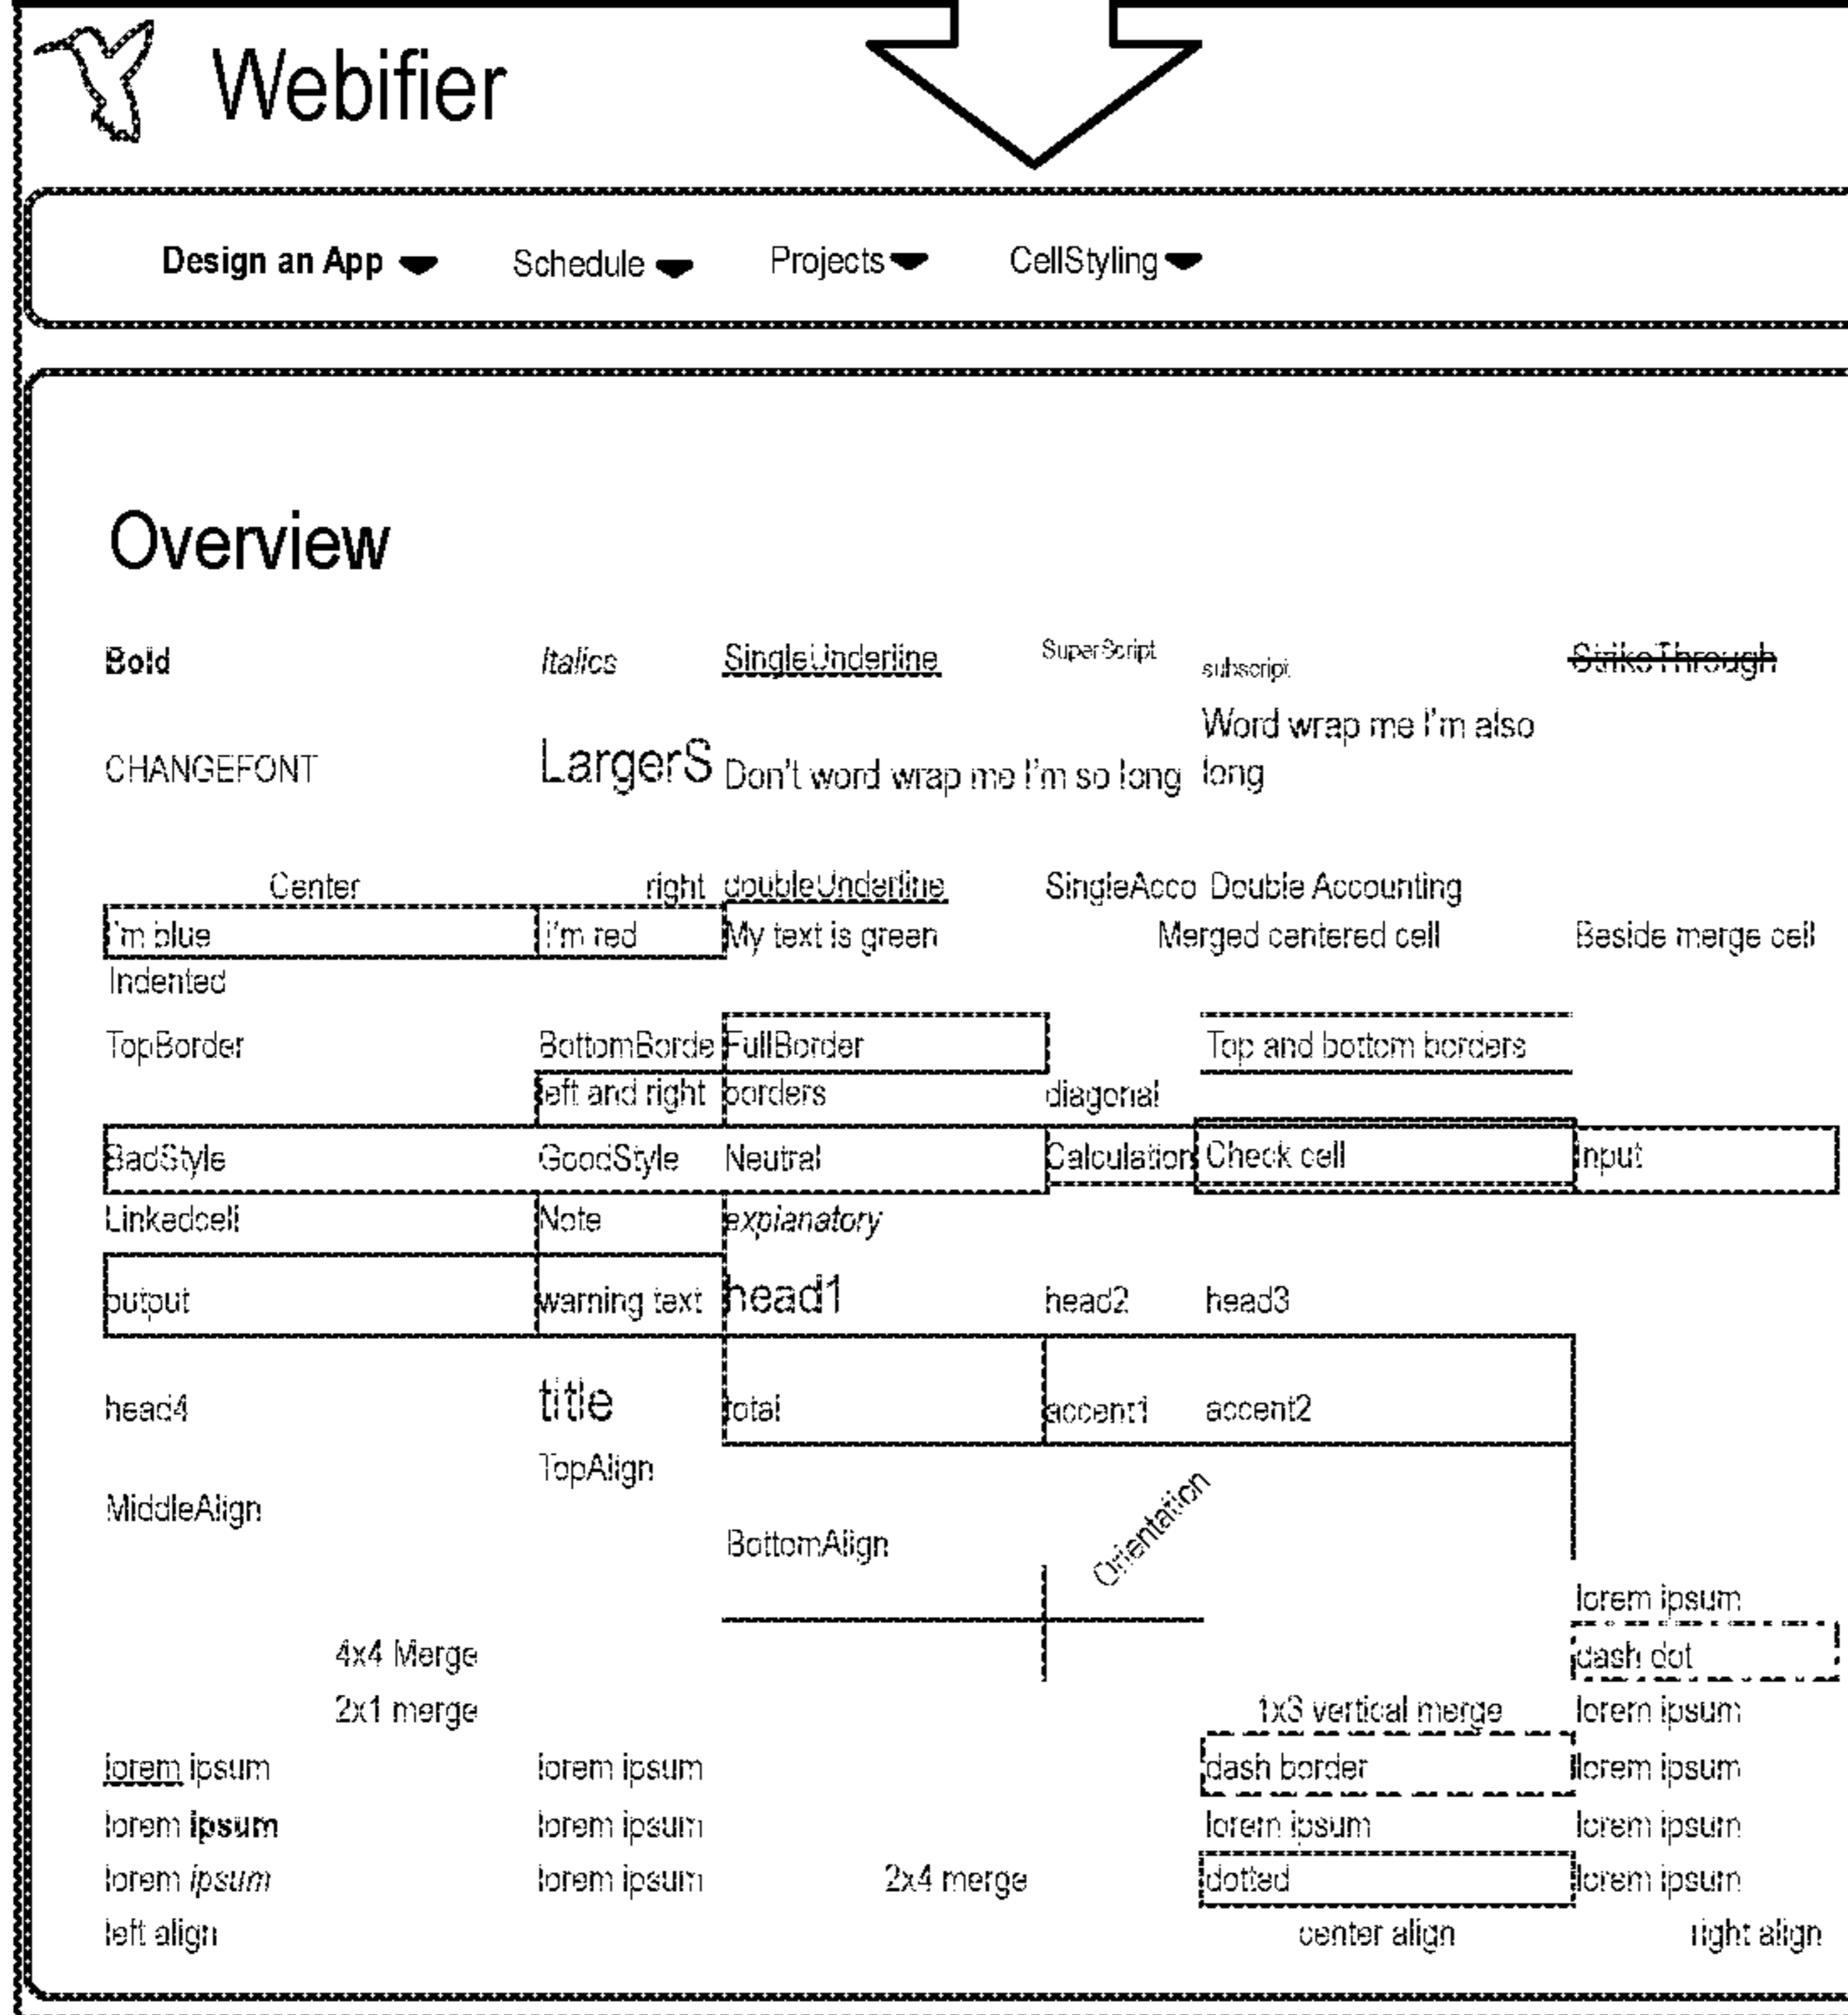 Webifier
Design an App Schedule Projects CellStyling
Overview
Bold Italics SingleUnderline SuperScript subscript StrikeThrough
CHANGEFONT LargerS Don't word wrap me I'm so long Word wrap me I'm also
long
Center right doubleUnderline SingleAcco Double Accounting
I'm blue I'm red My text is green Merged centered cell Beside merge cell
Indented
TopBorder BottomBorde FullBorder Top and bottom borders
left and right borders diagonal
BadStyle GoodStyle Neutral Calculation Check cell Input
Linkedcell Note explanatory
output warning text head1 head2 head3
head4 title total accent1 accent2
TopAlign
MiddleAlign
BottomAlign Orientation
lorem ipsum
4x4 Merge dash dot
2x1 merge 1x3 vertical merge lorem ipsum
lorem ipsum lorem ipsum dash border lorem ipsum
lorem ipsum lorem ipsum lorem ipsum lorem ipsum
lorem ipsum lorem ipsum 2x4 merge dotted lorem ipsum
left align center align right align